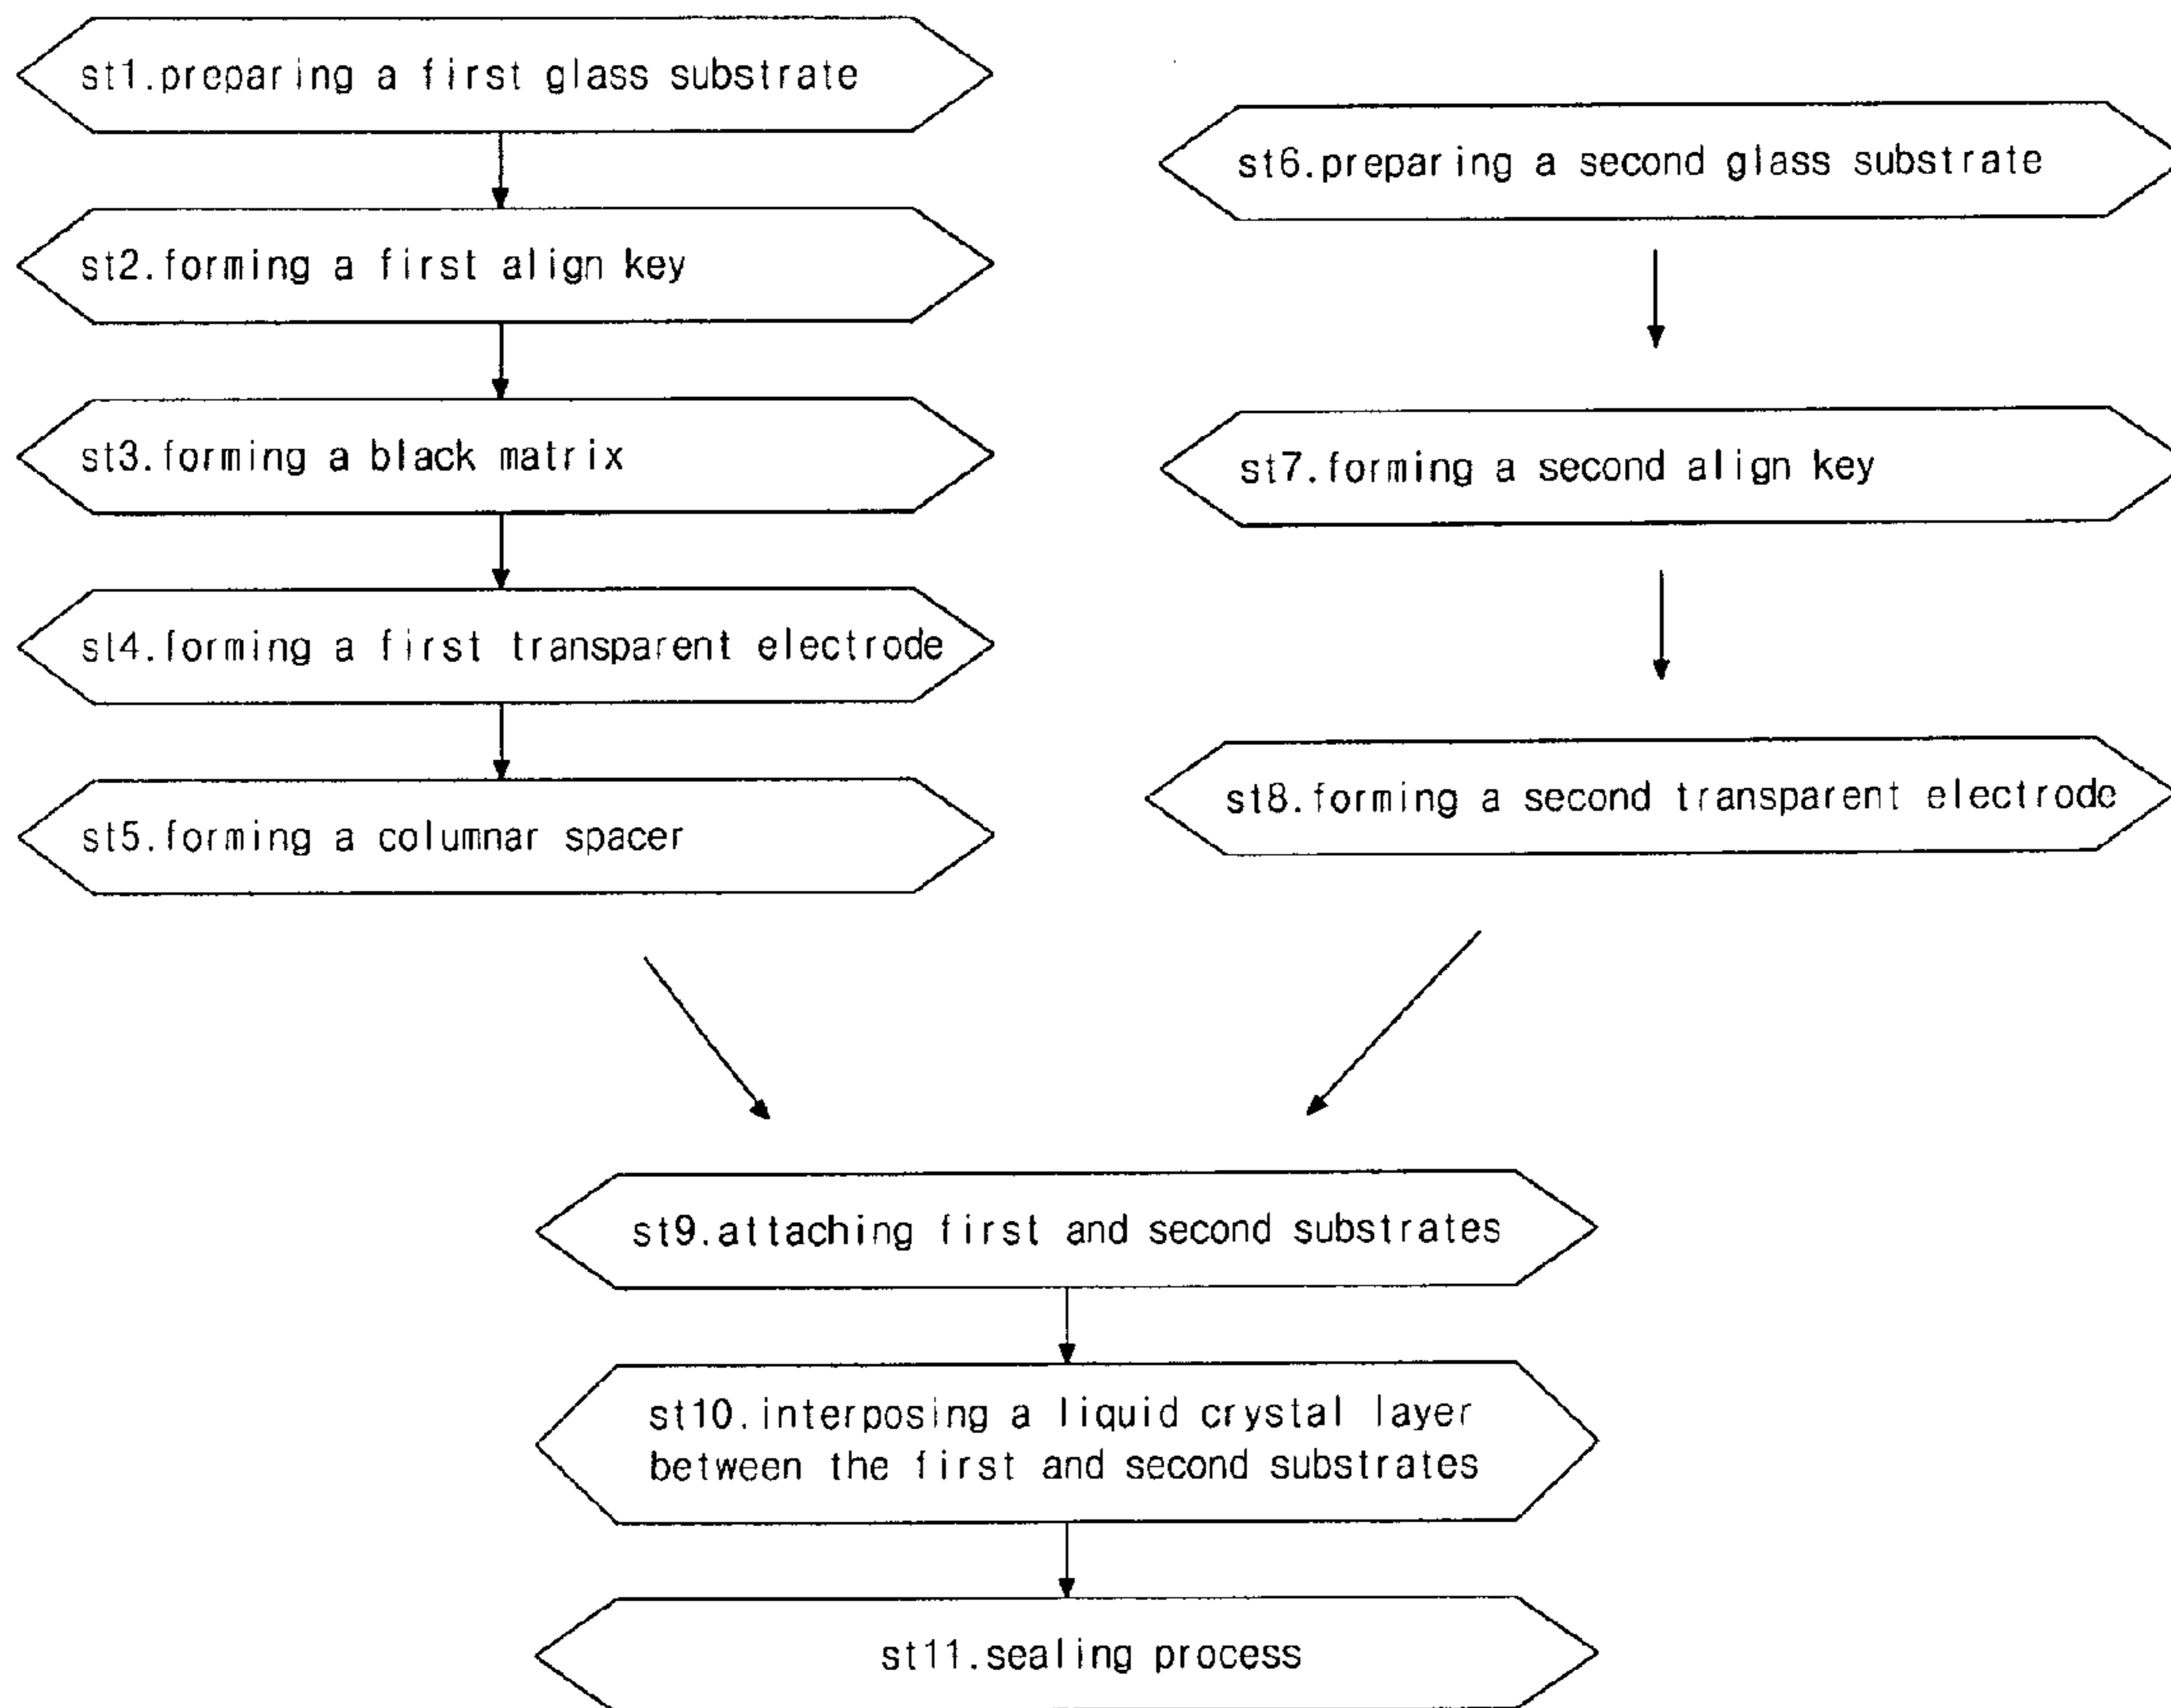 st1.preparing a first glass substrate
st2.forming a first align key
st3.forming a black matrix
st4.forming a first transparent electrode
st5.forming a columnar spacer
st6.preparing a second glass substrate
st7.forming a second align key
st8.forming a second transparent electrode
st9.attaching first and second substrates
st10.interposing a liquid crystal layer
between the first and second substrates
st11.sealing process